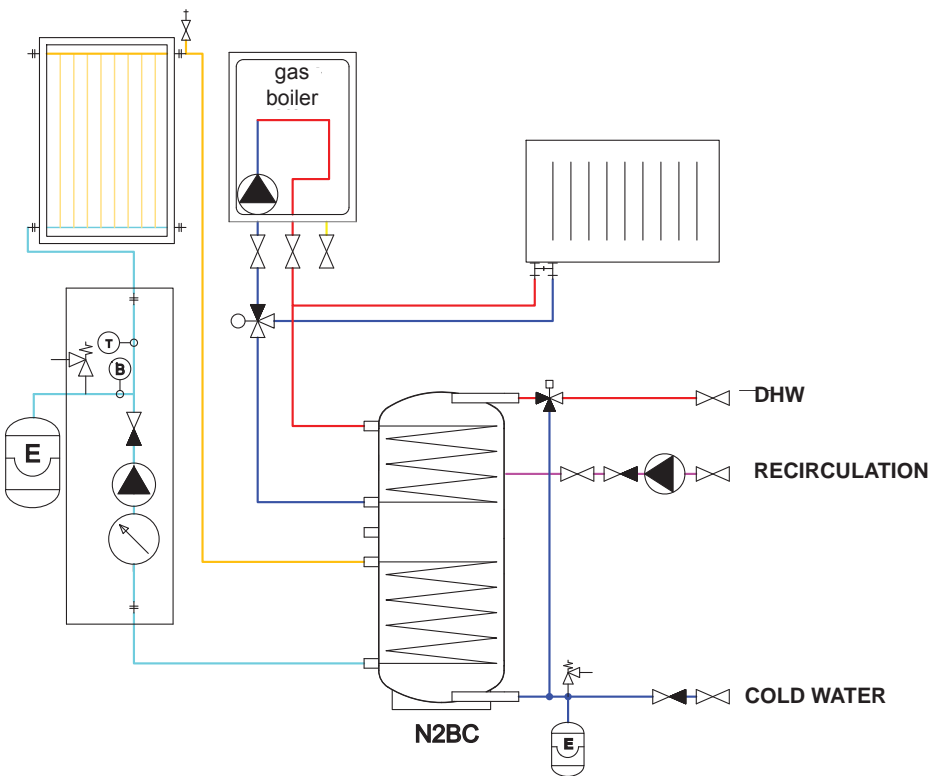 gas
boiler
T
B
E
DHW
RECIRCULATION
COLD WATER
N2BC
E